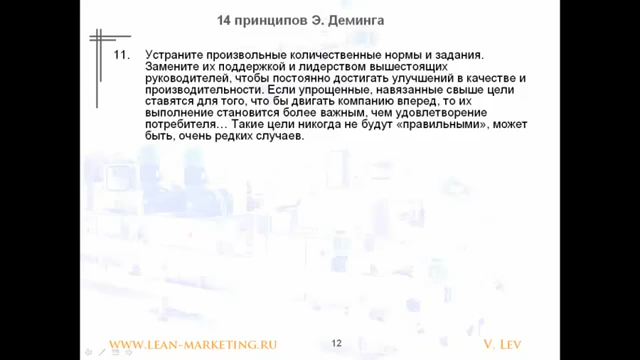 14 принципов Э. Деминга
11. Устраните произвольные количественные нормы и задания.
Замените их поддержкой и лидерством вышестоящих
руководителей, чтобы постоянно достигать улучшений в качестве и
производительности. Если упрощенные, навязанные свыше цели
ставятся для того, что бы двигать компанию вперед, то их
выполнение становится более важным, чем удовлетворение
потребителя… Такие цели никогда не будут «правильными», может
быть, очень редких случаев.
WWW.LEAN-MARKETING.RU 12 V. LEV